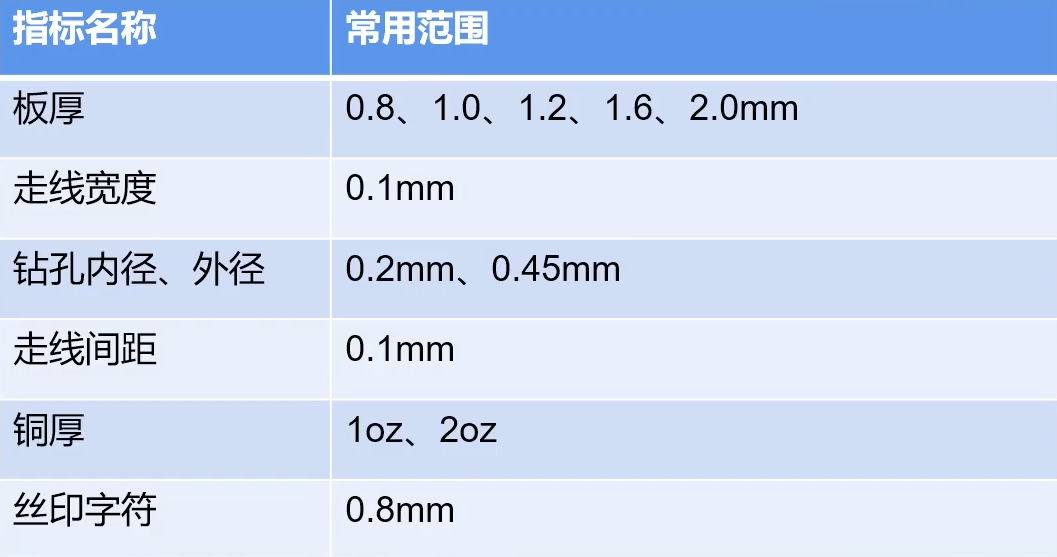 指标名称 常用范围
板厚 0.8、1.0、1.2、1.6、2.0mm
走线宽度 0.1mm
钻孔内径、外径 0.2mm、0.45mm
走线间距 0.1mm
铜厚 1oz、2oz
丝印字符 0.8mm